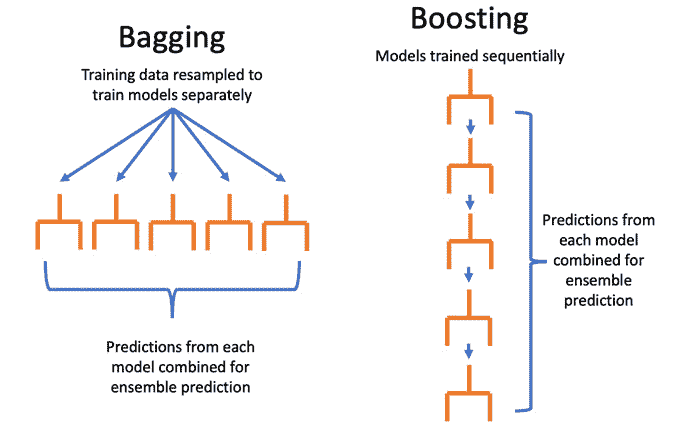 Bagging
Training data resampled to
train models separately
Predictions from each
model combined for
ensemble prediction
Boosting
Models trained sequentially
Predictions from
each model
combined for
ensemble
prediction